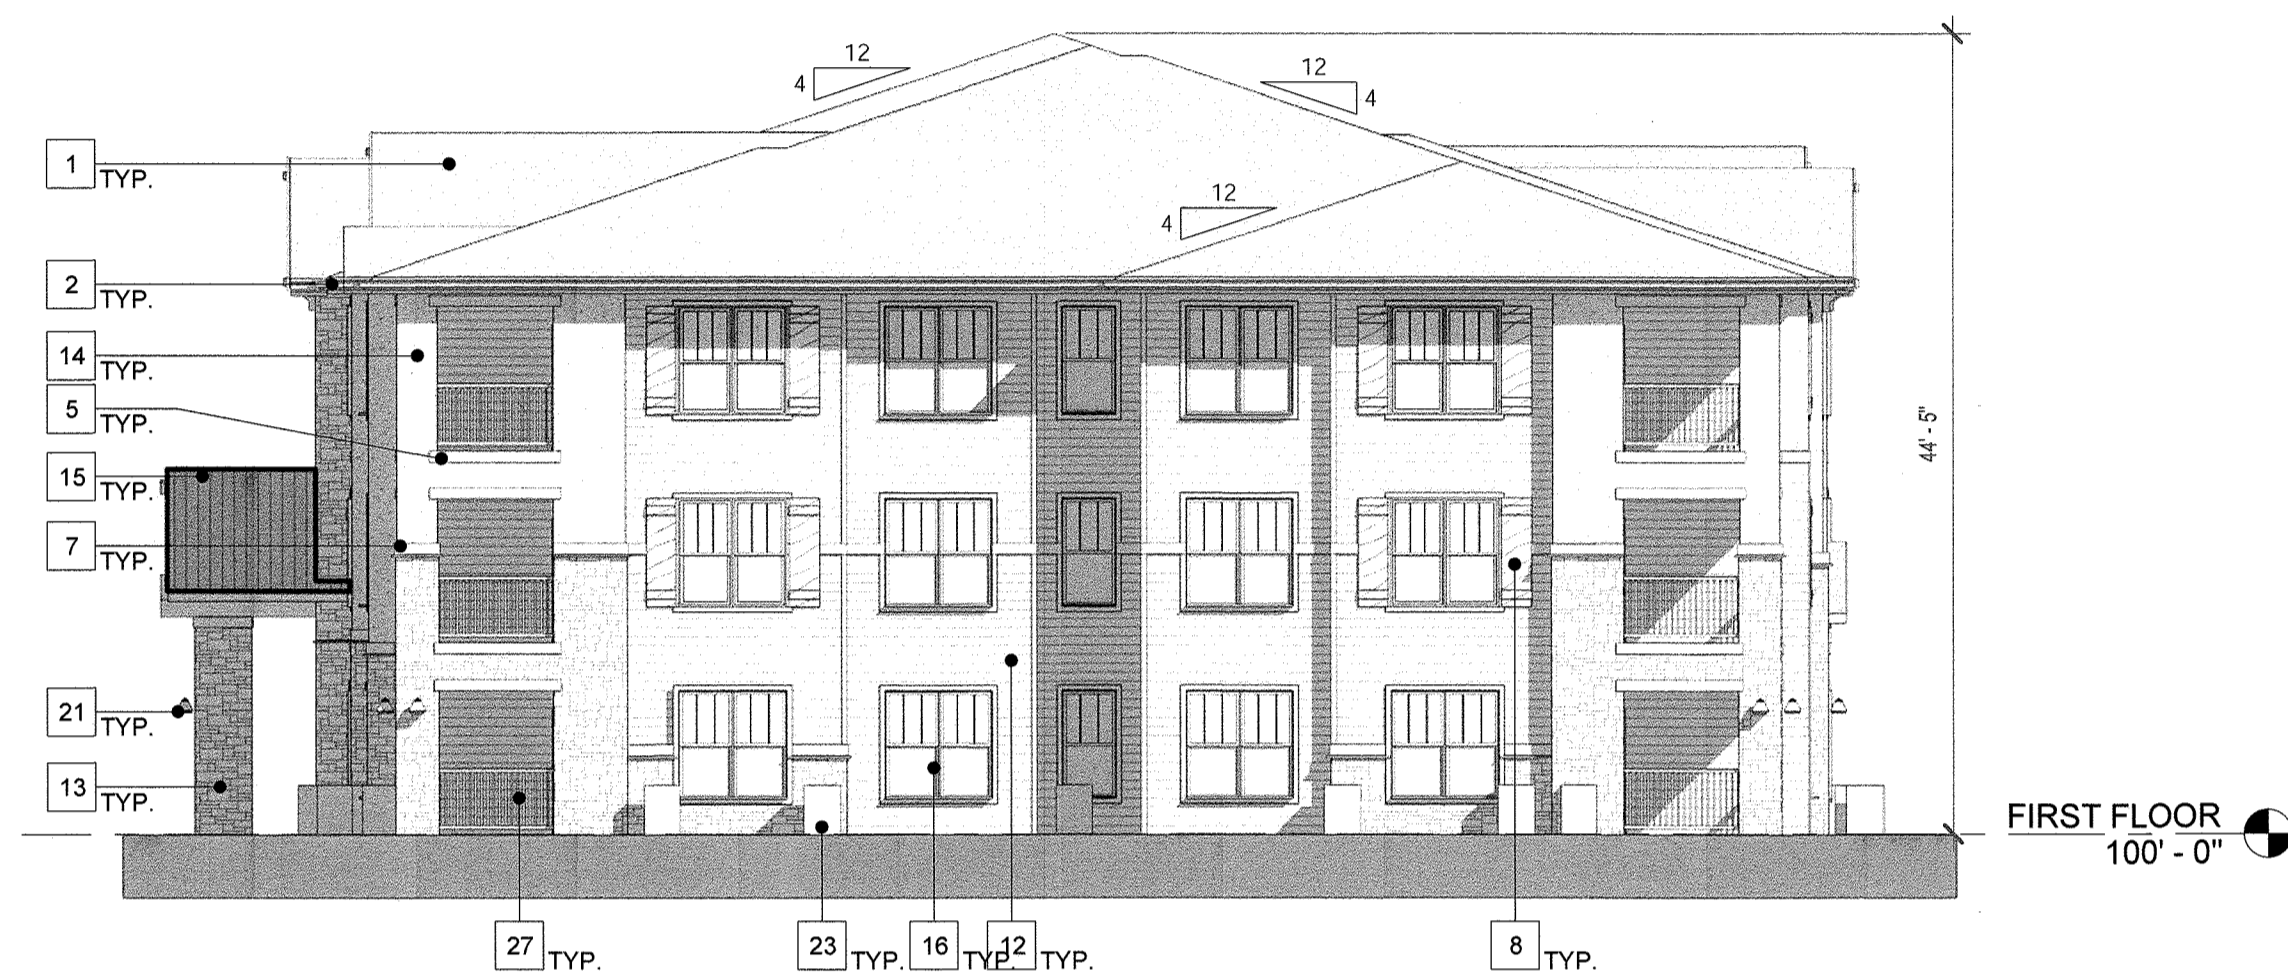 12
4
12
4
1
TYP.
12
4
2
TYP.
14
TYP.
5
TYP.
44' - 5"
15
TYP.
7
TYP.
21
TYP.
13
TYP.
FIRST FLOOR
100' - 0"
27
TYP.
23
TYP.
16
TYP.
12
TYP.
8
TYP.